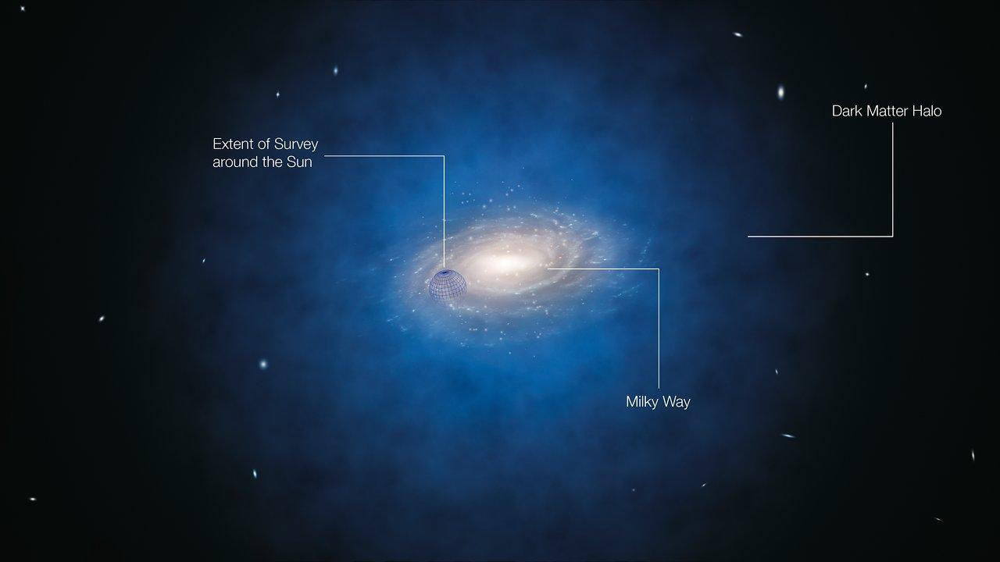 Dark Matter Halo
Extent of Survey
around the Sun
Milky Way